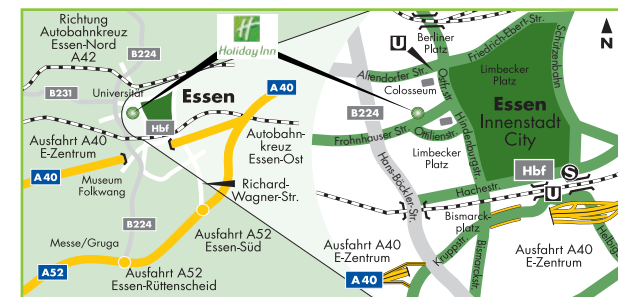 Richtung
Autobahnkreuz
Essen-Nord
A42
B224
B231
Universität
Essen
Hbf
A40
Ausfahrt A40
E-Zentrum
A40
Museum
Folkwang
Autobahn-
kreuz
Essen-Ost
Richard-
Wagner-Str.
B224
Messe/Gruga
Ausfahrt A52
Essen-Süd
A52
Ausfahrt A52
Essen-Rüttenscheid
H
Holiday Inn
U
Berliner
Platz
Friedrich-Ebert-Str.
Schützenbahn
N
Altendorfer Str.
Colosseum
Ostr.str
Limbecker
Platz
Essen
Innenstadt
City
B224
Frohnhauser Str.
Ottilienstr.
Hindenburgstr.
Limbecker
Platz
Hans-Böckler-Str.
Hachestr.
Hbf
S
U
Bismarck-
platz
Ausfahrt A40
E-Zentrum
A40
Kruppstr.
Bismarckstr.
Ausfahrt A40
E-Zentrum